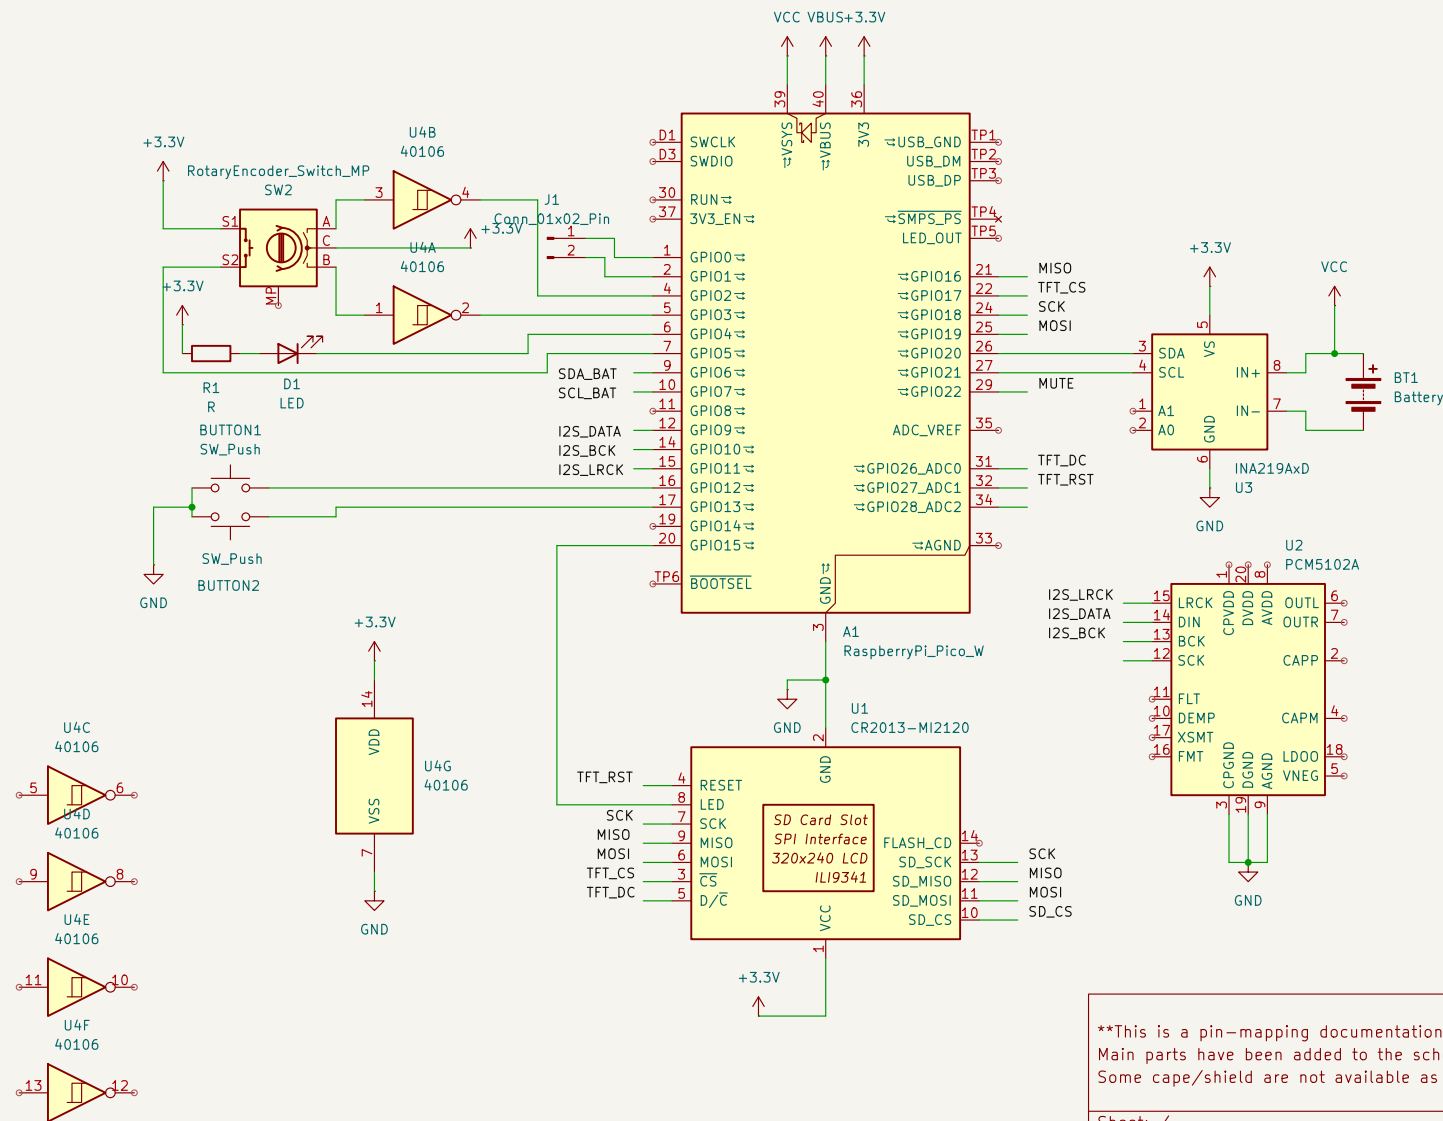 VCC VBUS +3.3V
39 40 36
A1
RaspberryPi_Pico_W
VSYS VBUS 3V3
D1 SWCLK
D3 SWDIO
30 RUN
37 3V3_EN
1 GPIO0
2 GPIO1
4 GPIO2
5 GPIO3
6 GPIO4
7 GPIO5
9 GPIO6
10 GPIO7
11 GPIO8
12 GPIO9
14 GPIO10
15 GPIO11
16 GPIO12
17 GPIO13
19 GPIO14
20 GPIO15
TP6 BOOTSEL
USB_GND TP1
USB_DM TP2
USB_DP TP3
SMPS_PS TP4
LED_OUT TP5
GPIO16 21 MISO
GPIO17 22 TFT_CS
GPIO18 24 SCK
GPIO19 25 MOSI
GPIO20 26
GPIO21 27
GPIO22 29 MUTE
ADC_VREF 35
GPIO26_ADC0 31 TFT_DC
GPIO27_ADC1 32 TFT_RST
GPIO28_ADC2 34
AGND 33
GND
3
GND
SDA_BAT
SCL_BAT
I2S_DATA
I2S_BCK
I2S_LRCK
+3.3V
RotaryEncoder_Switch_MP
SW2
S1 A
C
S2 B
MP
+3.3V
U4B
40106
3 4
U4A
40106
1 2
+3.3V
J1
Conn_01x02_Pin
1
2
R1
R
D1
LED
BUTTON1
SW_Push
SW_Push
BUTTON2
GND
+3.3V
14
VDD
U4G
40106
VSS
7
GND
U4C
40106
5 6
U4D
40106
9 8
U4E
40106
11 10
U4F
40106
13 12
U1
CR2013-MI2120
2
GND
TFT_RST 4 RESET
8 LED
SCK 7 SCK
MISO 9 MISO
MOSI 6 MOSI
TFT_CS 3 CS
TFT_DC 5 D/C
SD Card Slot
SPI Interface
320x240 LCD
ILI9341
FLASH_CD 14
SD_SCK 13 SCK
SD_MISO 12 MISO
SD_MOSI 11 MOSI
SD_CS 10 SD_CS
VCC
1
+3.3V
+3.3V
5
VS
3 SDA
4 SCL
1 A1
2 A0
IN+ 8
IN- 7
GND
6
INA219AxD
U3
GND
VCC
+
BT1
Battery
U2
PCM5102A
1 20 8
CPVDD DVDD AVDD
I2S_LRCK 15 LRCK
I2S_DATA 14 DIN
I2S_BCK 13 BCK
12 SCK
11 FLT
10 DEMP
17 XSMT
16 FMT
OUTL 6
OUTR 7
CAPP 2
CAPM 4
LDOO 18
VNEG 5
CPGND DGND AGND
3 19 9
GND
**This is a pin-mapping documentation
Main parts have been added to the sch
Some cape/shield are not available as
Sheet: /